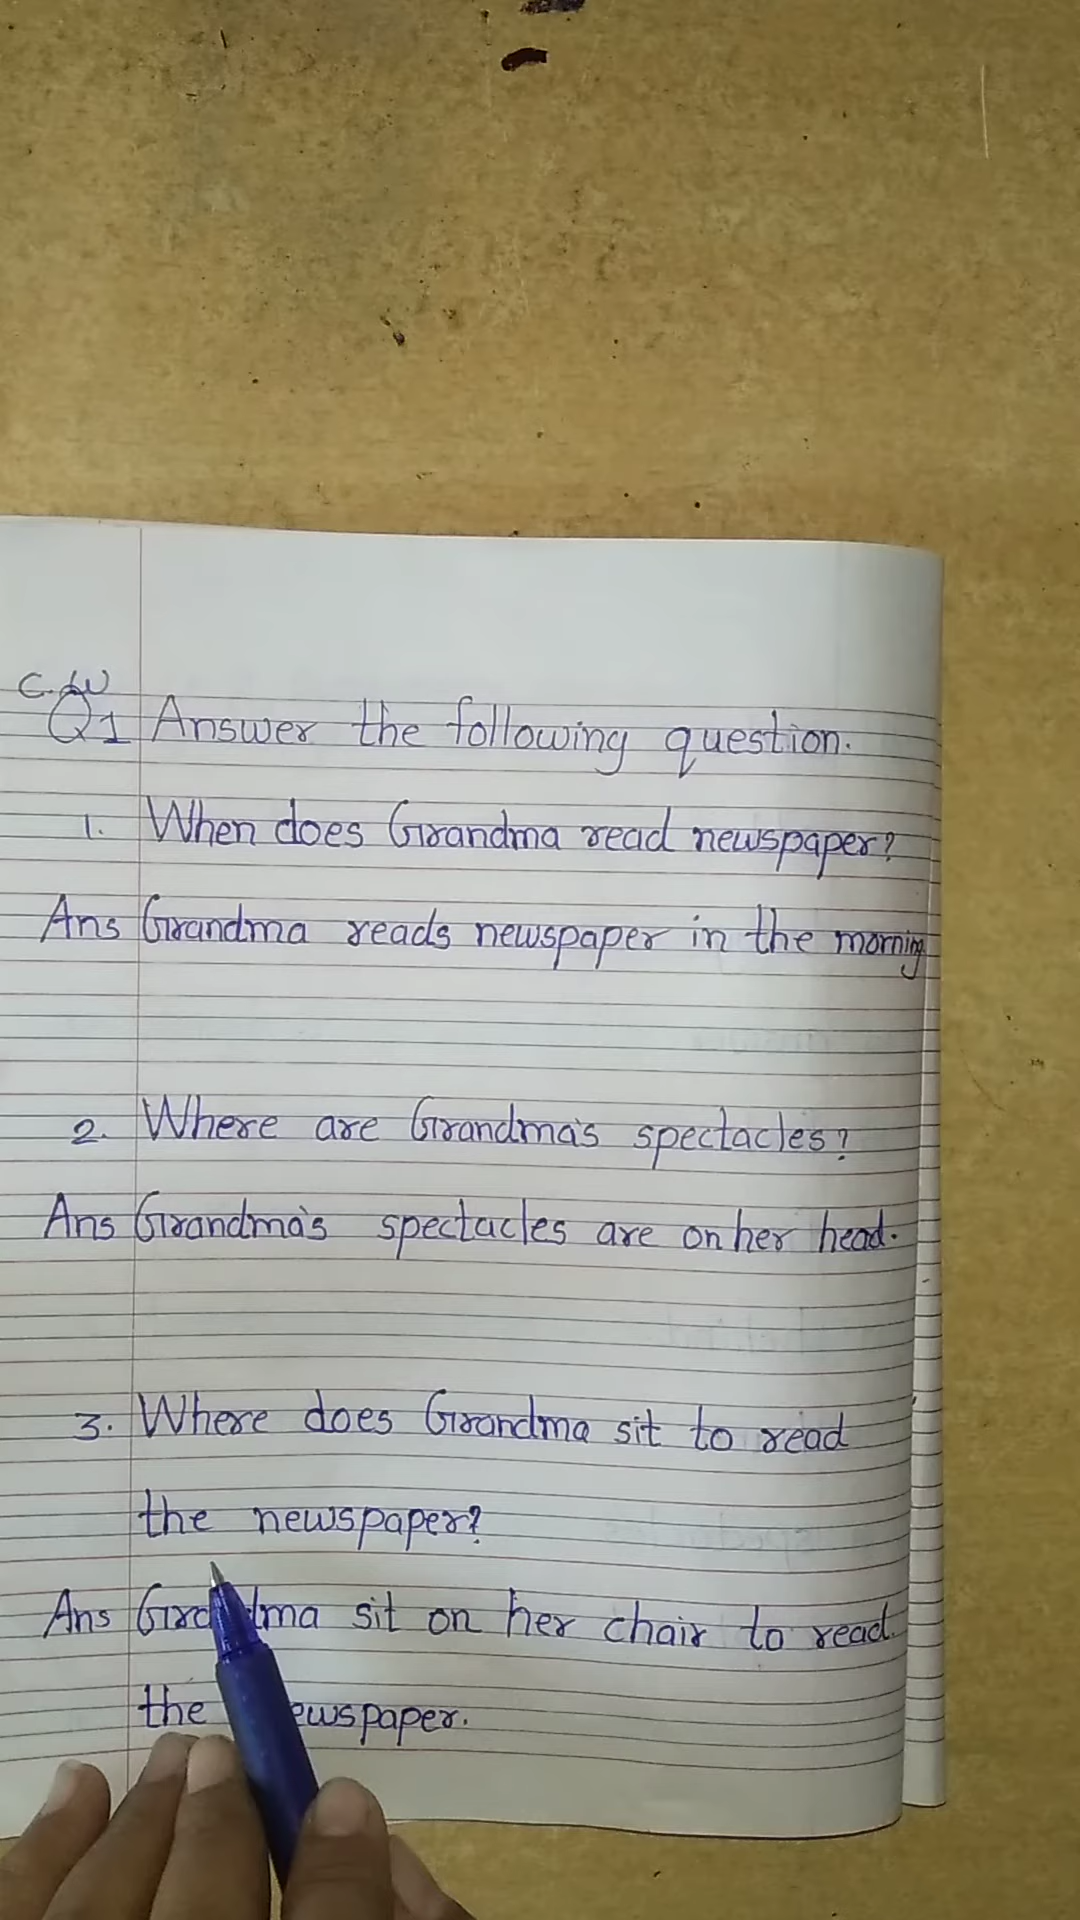 C.W
Q1 Answer the following question.
1. When does Grandma read newspaper?
Ans Grandma reads newspaper in the morning
2. Where are Grandma's spectacles?
Ans Grandma's spectacles are on her head.
3. Where does Grandma sit to read
the newspaper?
Ans Grandma sit on her chair to read
the newspaper.